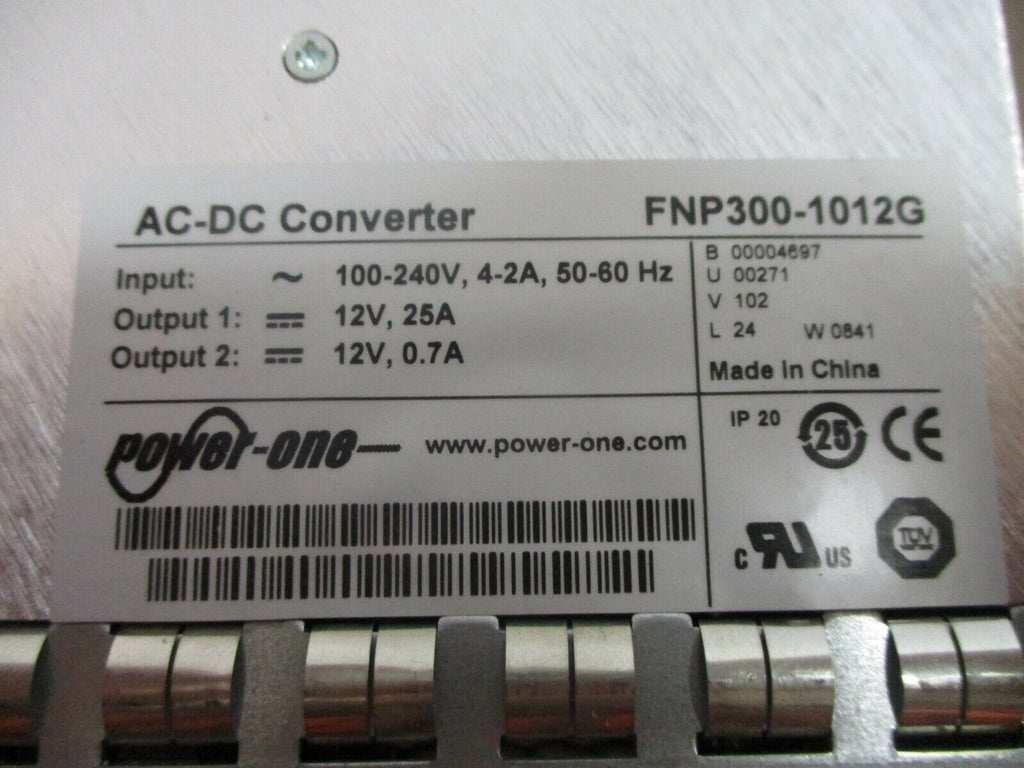 AC-DC Converter
FNP300-1012G
Input: ~ 100-240V, 4-2A, 50-60 Hz
Output 1: 12V, 25A
Output 2: 12V, 0.7A
B 00004697
U 00271
V 102
L 24 W 0841
Made in China
power-one
www.power-one.com
IP 20
25
CE
c RU US
TÜV